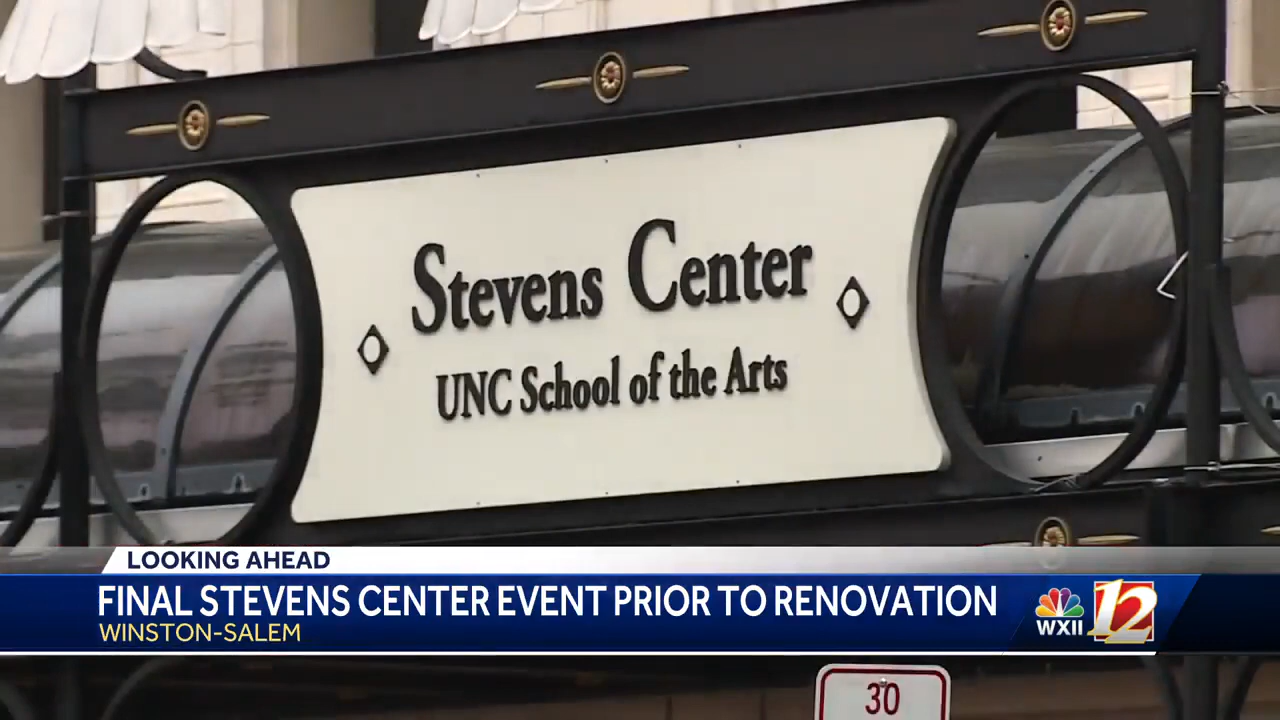 Stevens Center
UNC School of the Arts
LOOKING AHEAD
FINAL STEVENS CENTER EVENT PRIOR TO RENOVATION
WINSTON-SALEM
WXII 12
30